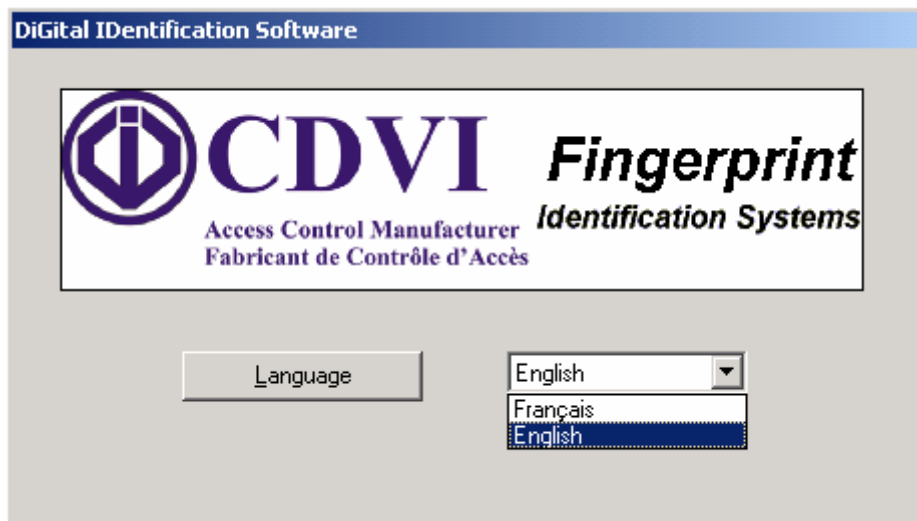 DiGital IDentification Software
CDVI
Access Control Manufacturer
Fabricant de Contrôle d'Accès
Fingerprint
Identification Systems
Language
English
Français
English